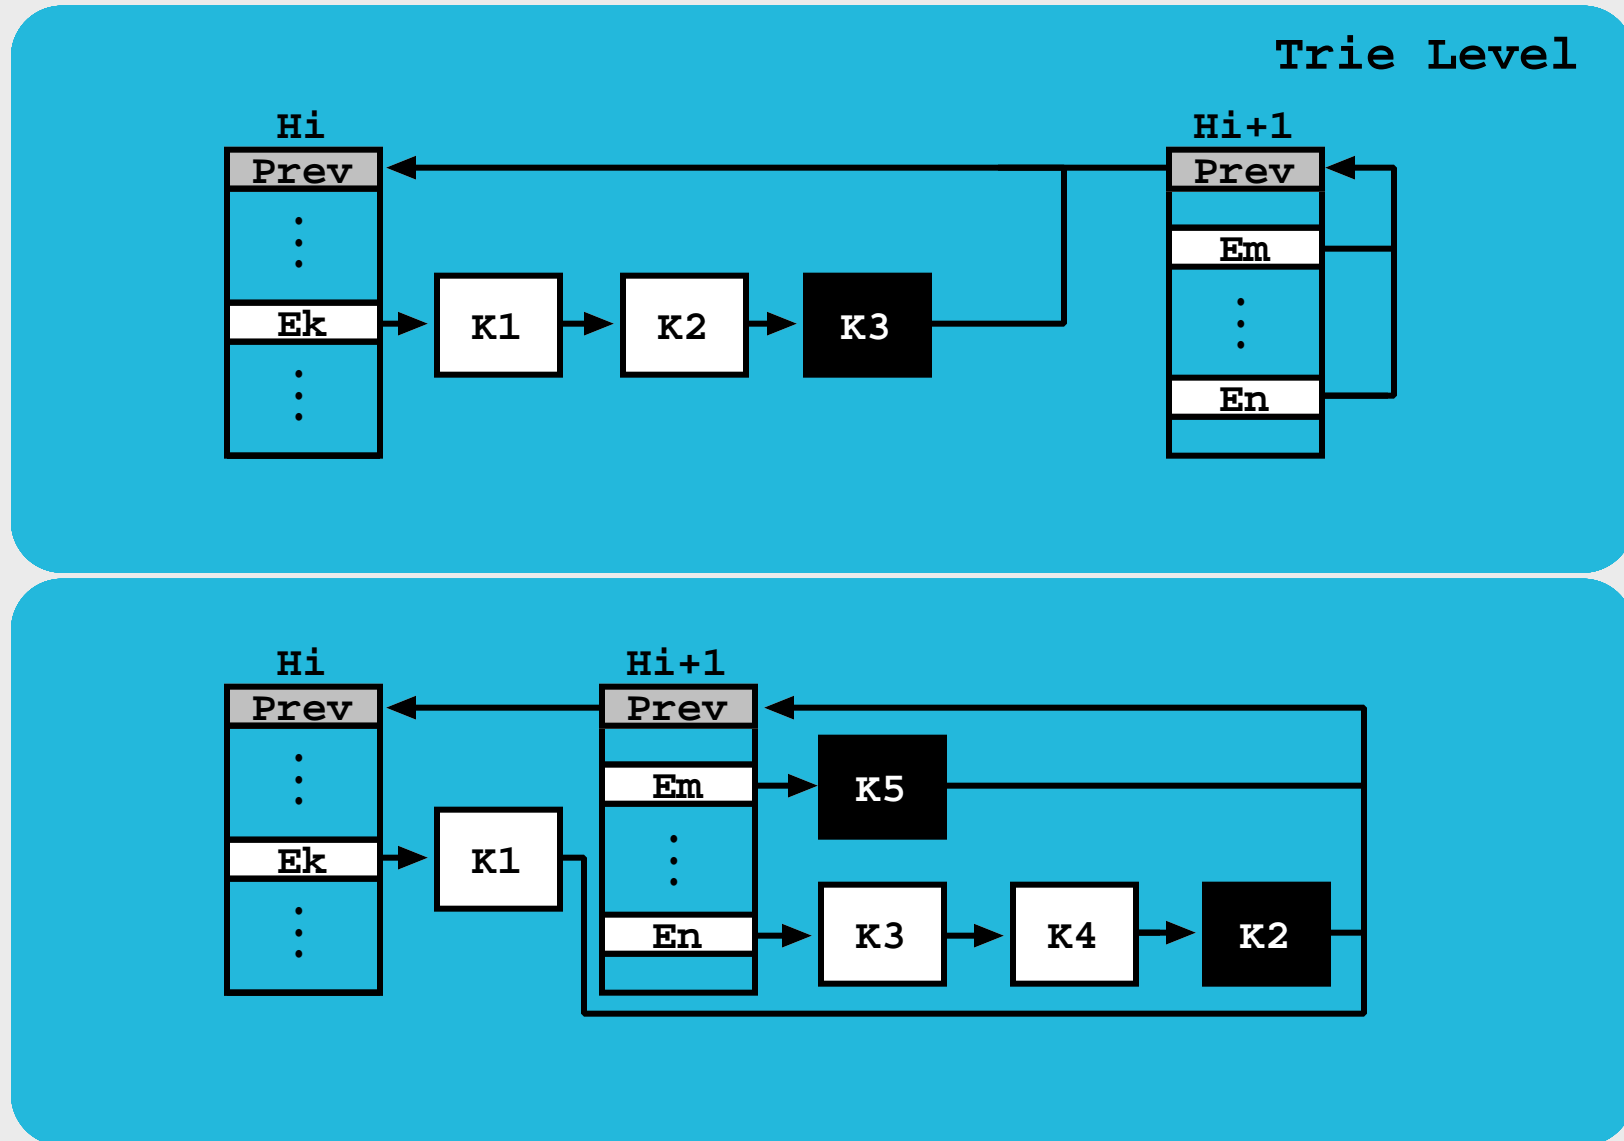 Trie Level
Hi
Hi+1
Prev
Prev
Em
Ek
K1
K2
K3
En
Hi
Hi+1
Prev
Prev
Em
K5
Ek
K1
En
K3
K4
K2